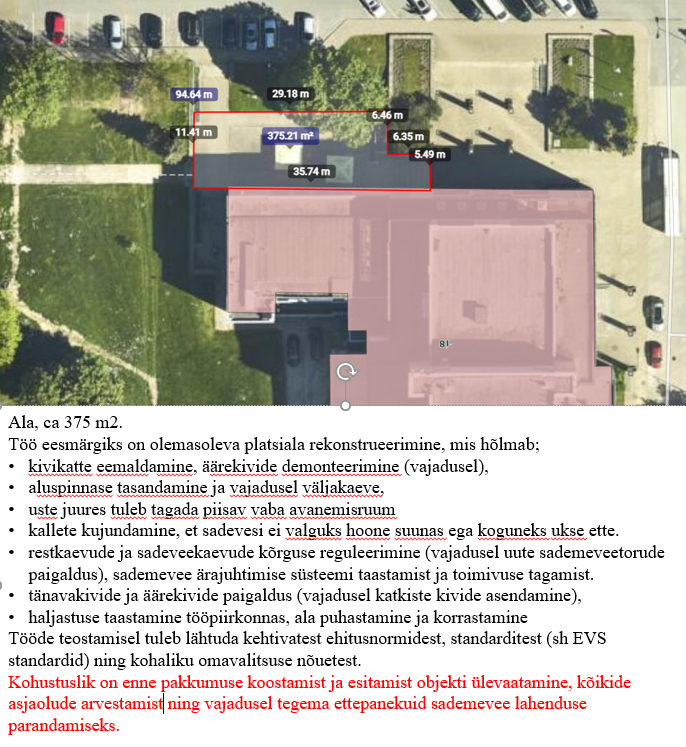 94.64 m
29.18 m
6.46 m
11.41 m
375.21 m²
6.35 m
5.49 m
35.74 m
18
Ala, ca 375 m2.
Töö eesmärgiks on olemasoleva platsiala rekonstrueerimine, mis hõlmab;
• kivikatte eemaldamine, äärekivide demonteerimine (vajadusel),
• aluspinnase tasandamine ja vajadusel väljakaeve,
• uste juures tuleb tagada piisav vaba avanemisruum
• kallete kujundamine, et sadevesi ei valguks hoone suunas ega koguneks ukse ette.
• restkaevude ja sadeveekaevude kõrguse reguleerimine (vajadusel uute sademeveetorude
paigaldus), sademevee ärajuhtimise süsteemi taastamist ja toimivuse tagamist.
• tänavakivide ja äärekivide paigaldus (vajadusel katkiste kivide asendamine),
• haljastuse taastamine tööpiirkonnas, ala puhastamine ja korrastamine
Tööde teostamisel tuleb lähtuda kehtivatest ehitusnormidest, standarditest (sh EVS
standardid) ning kohaliku omavalitsuse nõuetest.
Kohustuslik on enne pakkumuse koostamist ja esitamist objekti ülevaatamine, kõikide
asjaolude arvestamist ning vajadusel tegema ettepanekuid sademevee lahenduse
parandamiseks.